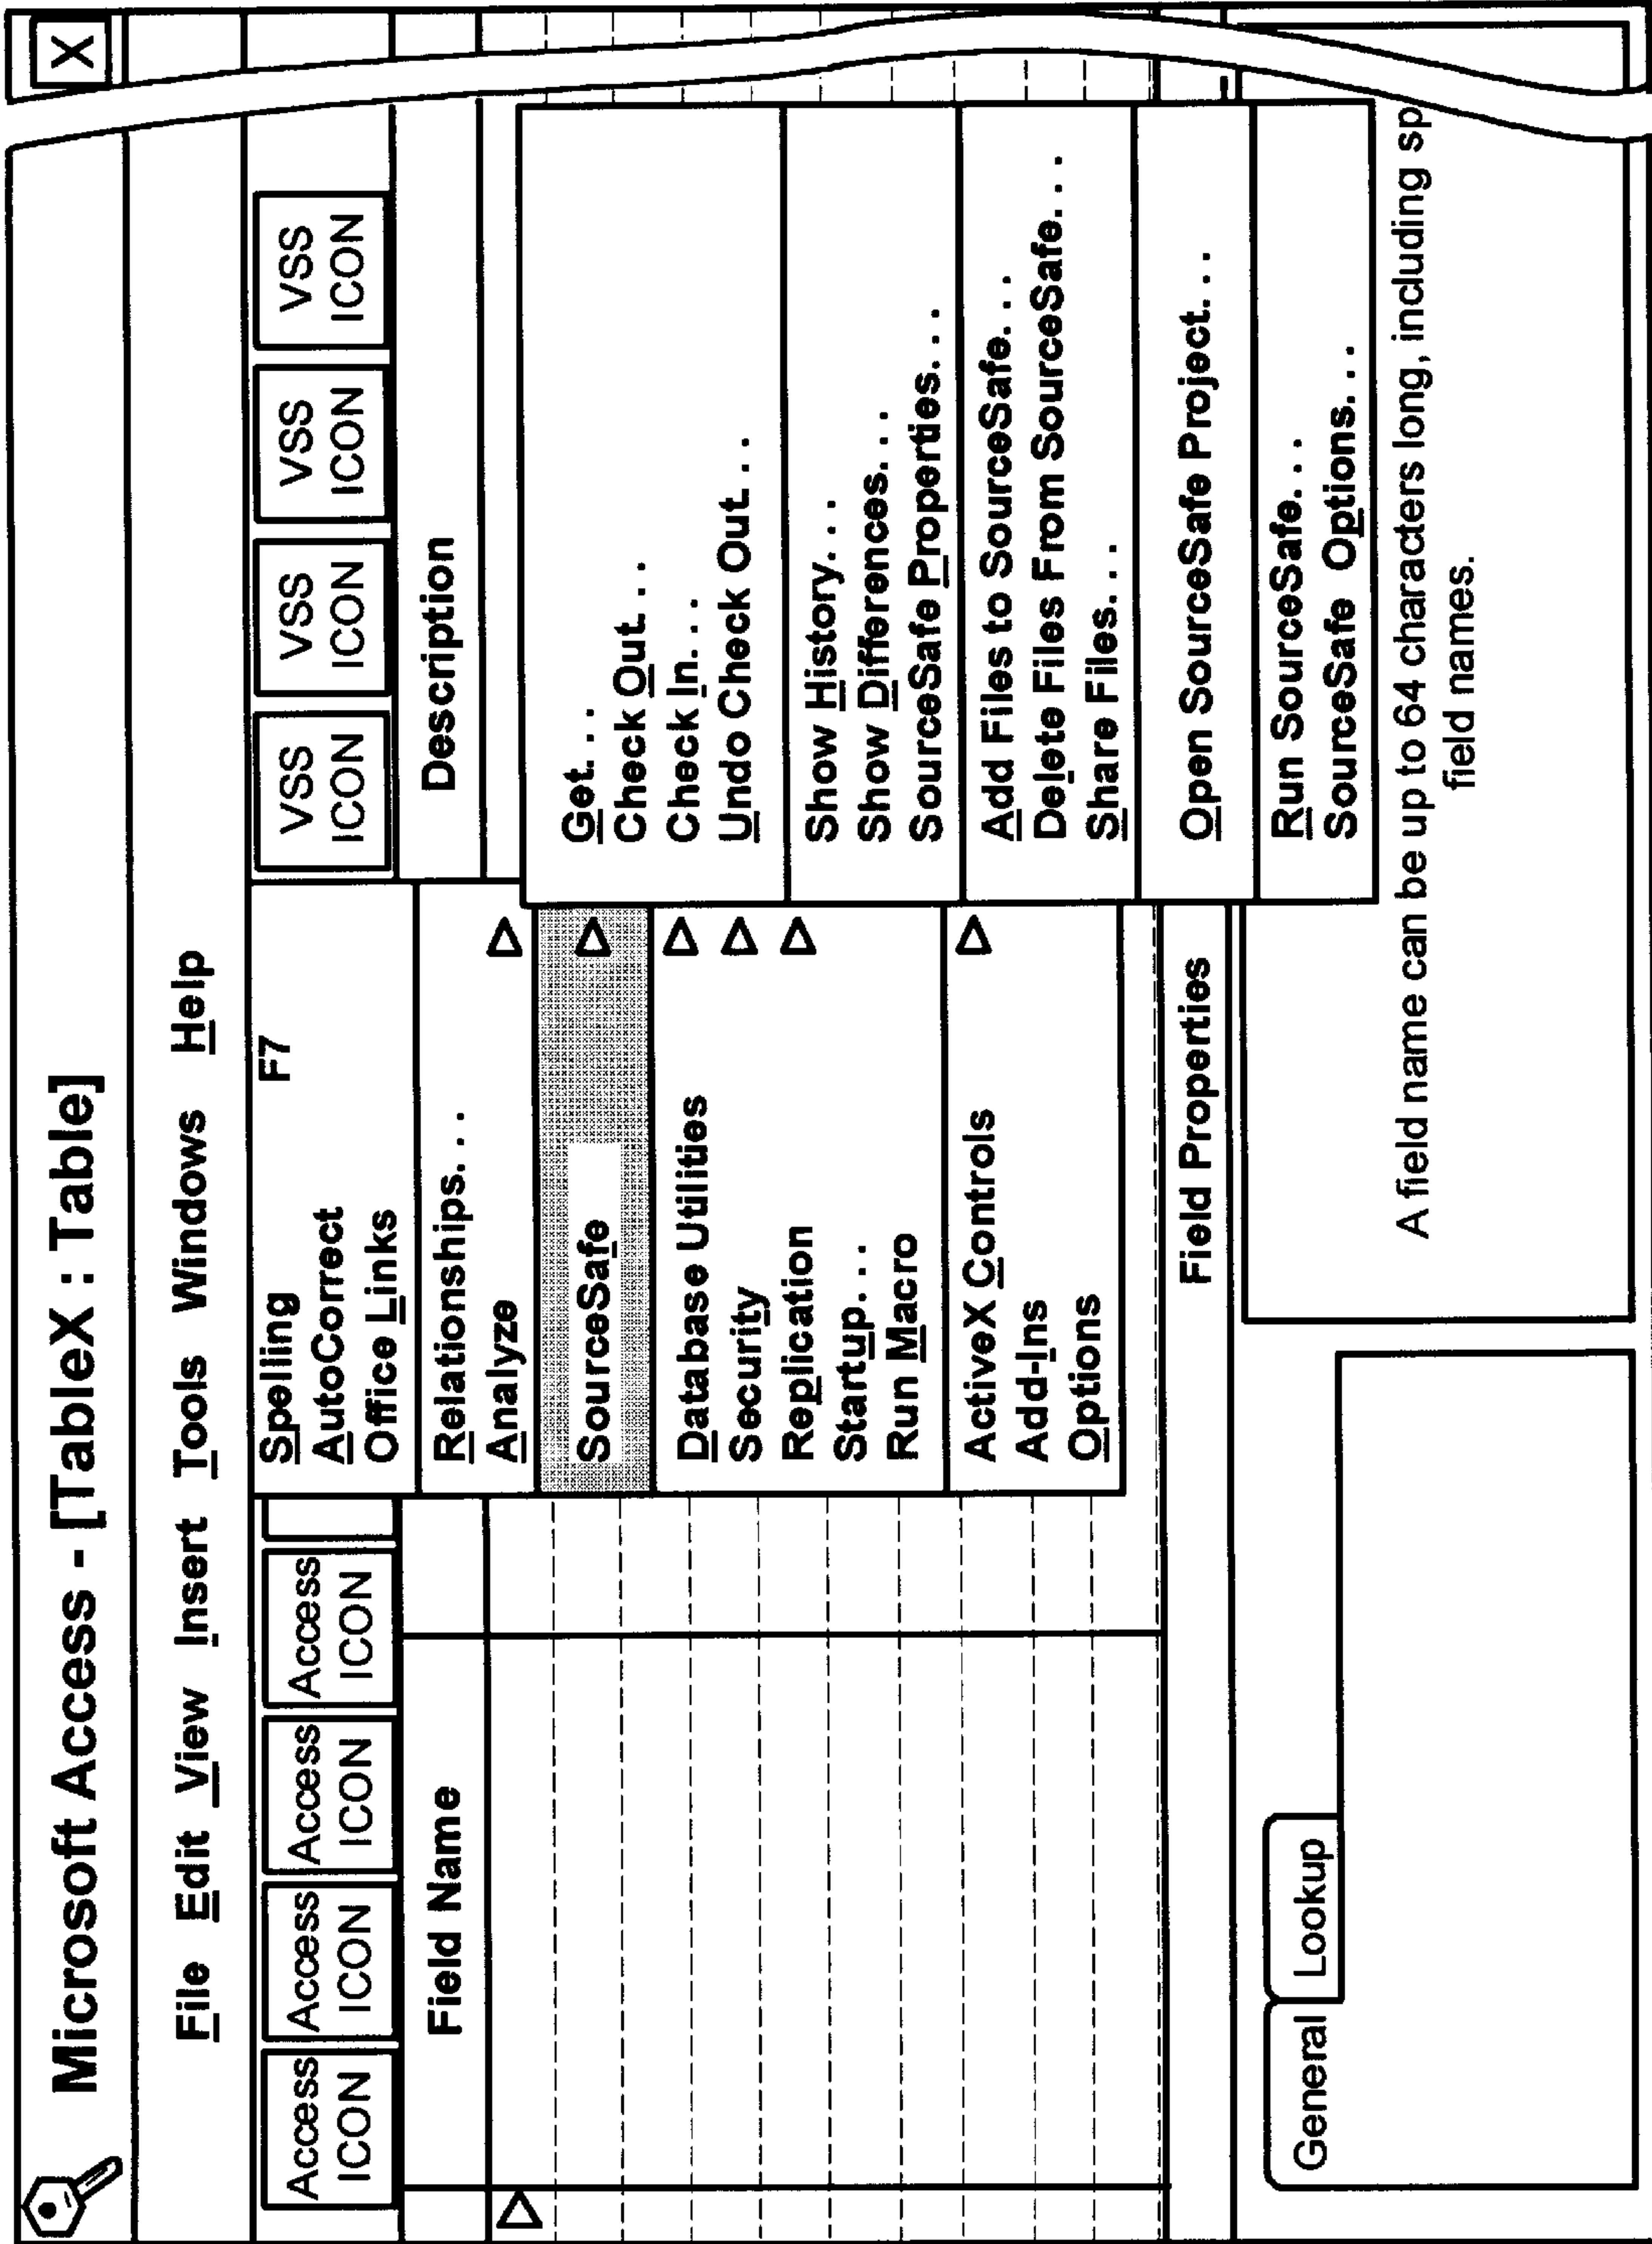 Microsoft Access - [TableX : Table]
X
File Edit View Insert Tools Windows Help
Access ICON
Access ICON
Access ICON
Access ICON
VSS ICON
VSS ICON
VSS ICON
VSS ICON
Field Name
Description
Spelling F7
AutoCorrect
Office Links
Relationships...
Analyze
SourceSafe
Database Utilities
Security
Replication
Startup...
Run Macro
ActiveX Controls
Add-Ins
Options
Get...
Check Out...
Check In...
Undo Check Out...
Show History...
Show Differences...
SourceSafe Properties...
Add Files to SourceSafe...
Delete Files From SourceSafe...
Share Files...
Open SourceSafe Project...
Run SourceSafe...
SourceSafe Options...
Field Properties
General
Lookup
A field name can be up to 64 characters long, including sp
field names.